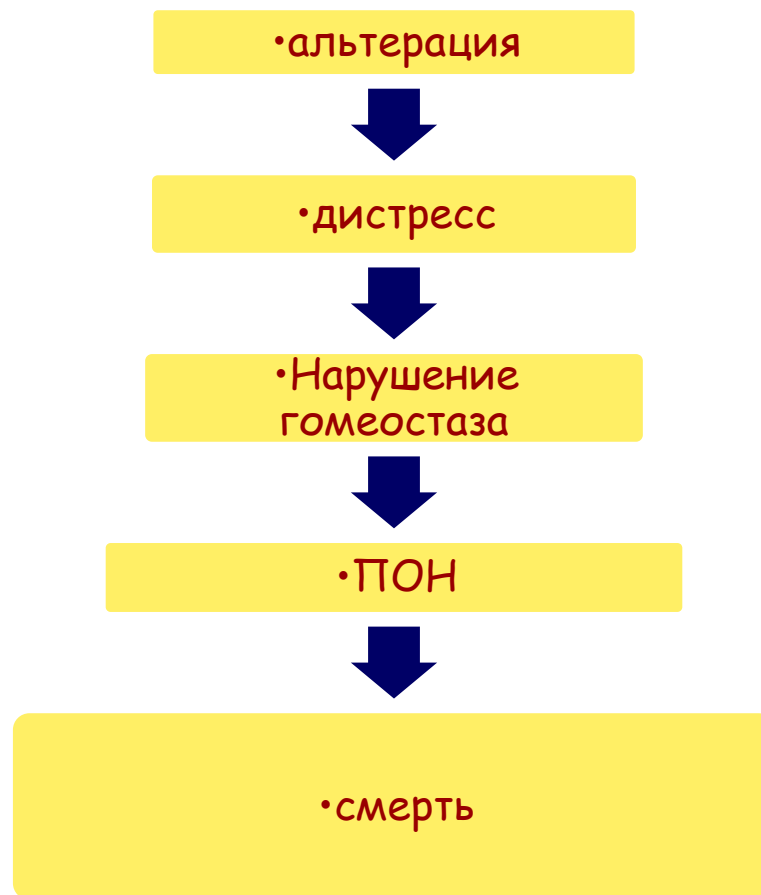 •альтерация
•дистресс
•Нарушение
гомеостаза
•ПОН
•смерть